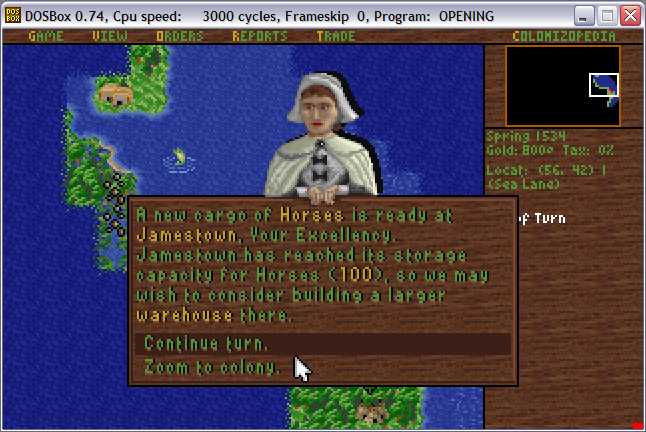 DOSBox 0.74, Cpu speed: 3000 cycles, Frameskip 0, Program: OPENING
GAME VIEW ORDERS REPORTS TRADE COLONIZOPEDIA
Spring 1534
Gold: 800¢ Tax: 0%
Locat: (56, 42) 1
(Sea Lane)
of Turn
A new cargo of Horses is ready at
Jamestown, Your Excellency.
Jamestown has reached its storage
capacity for Horses (100), so we may
wish to consider building a larger
warehouse there.
Continue turn.
Zoom to colony.